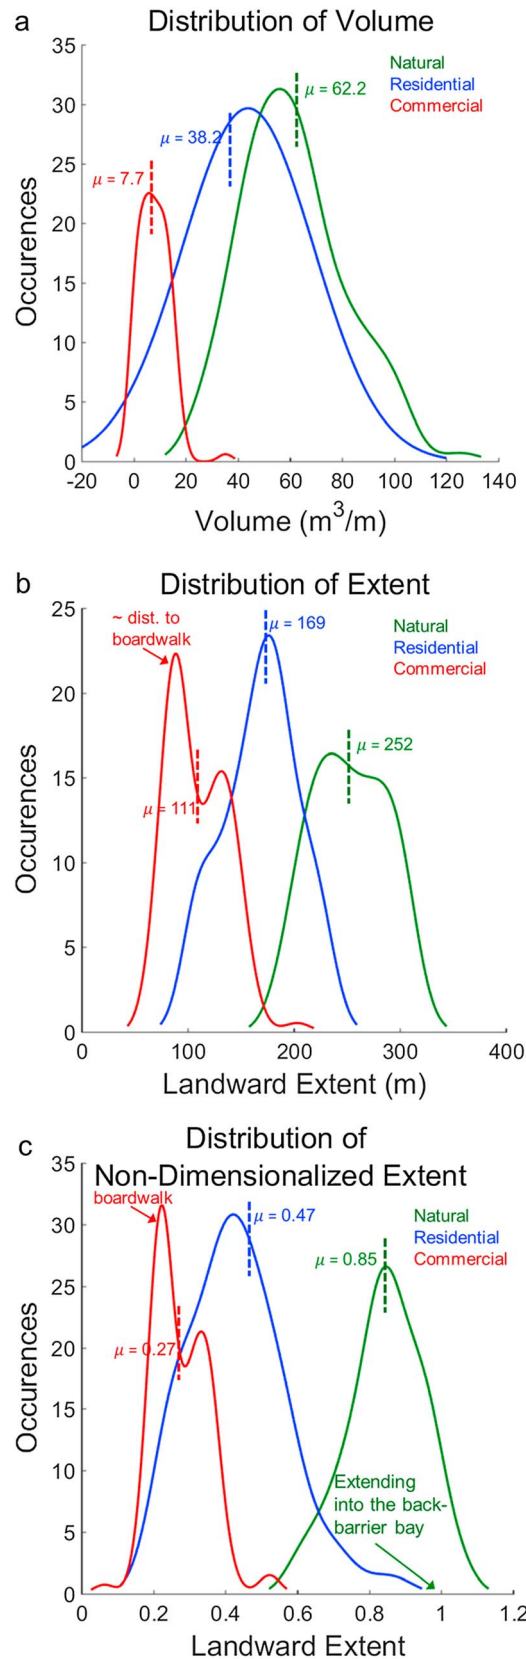 a
Distribution of Volume
35
30
25
20
15
10
5
0
Occurences
Natural
Residential
Commercial
μ = 62.2
μ = 38.2
μ = 7.7
-20 0 20 40 60 80 100 120 140
Volume (m³/m)
b
Distribution of Extent
25
20
15
10
5
0
Occurences
~ dist. to
boardwalk
μ = 169
Natural
Residential
Commercial
μ = 252
μ = 111
0 100 200 300 400
Landward Extent (m)
c
Distribution of
Non-Dimensionalized Extent
35
30
25
20
15
10
5
0
Occurences
boardwalk
μ = 0.47
Natural
Residential
Commercial
μ = 0.85
μ = 0.27
Extending
into the back-
barrier bay
0 0.2 0.4 0.6 0.8 1 1.2
Landward Extent